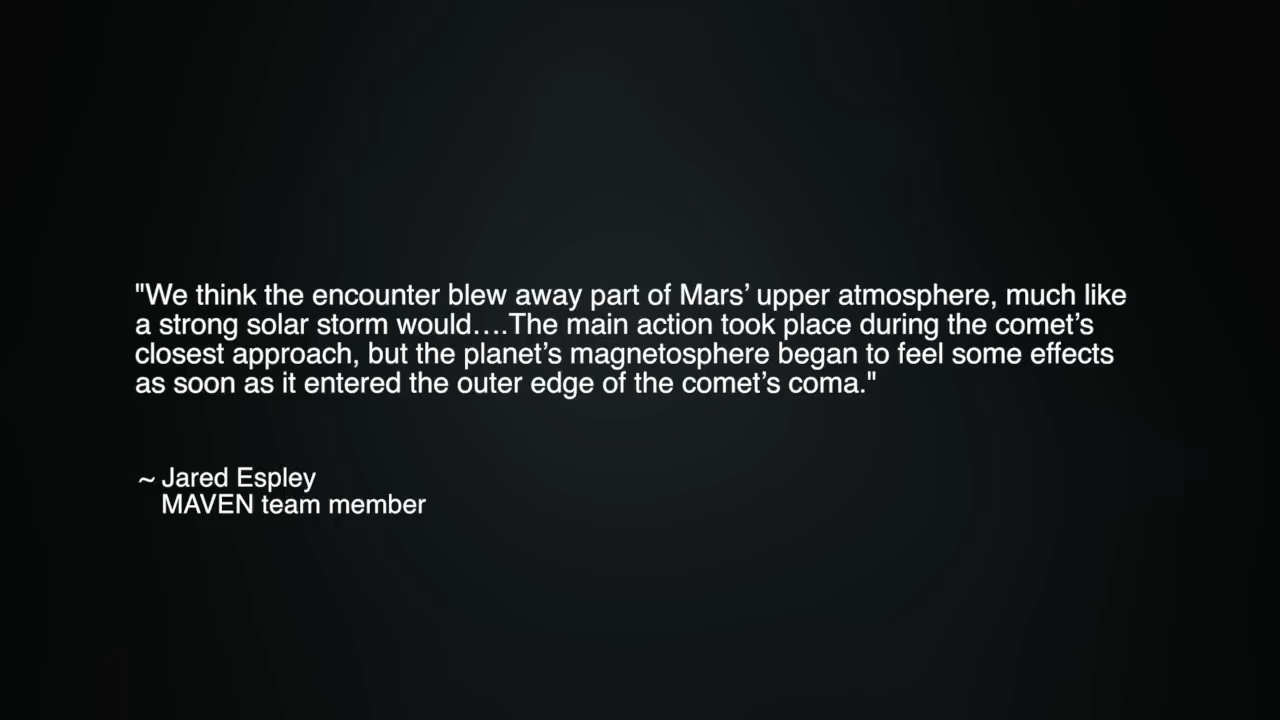 "We think the encounter blew away part of Mars’ upper atmosphere, much like
a strong solar storm would….The main action took place during the comet’s
closest approach, but the planet’s magnetosphere began to feel some effects
as soon as it entered the outer edge of the comet’s coma."
~ Jared Espley
MAVEN team member